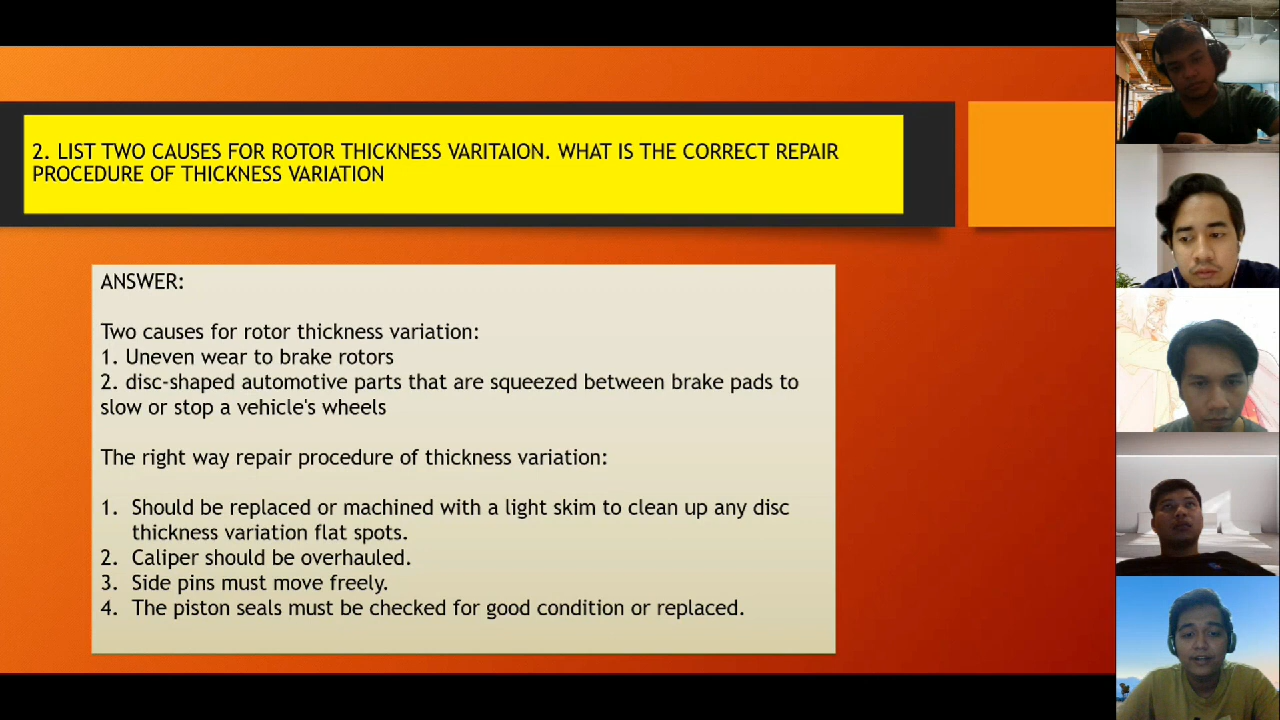 2. LIST TWO CAUSES FOR ROTOR THICKNESS VARITAION. WHAT IS THE CORRECT REPAIR
PROCEDURE OF THICKNESS VARIATION
ANSWER:
Two causes for rotor thickness variation:
1. Uneven wear to brake rotors
2. disc-shaped automotive parts that are squeezed between brake pads to
slow or stop a vehicle's wheels
The right way repair procedure of thickness variation:
1. Should be replaced or machined with a light skim to clean up any disc
thickness variation flat spots.
2. Caliper should be overhauled.
3. Side pins must move freely.
4. The piston seals must be checked for good condition or replaced.